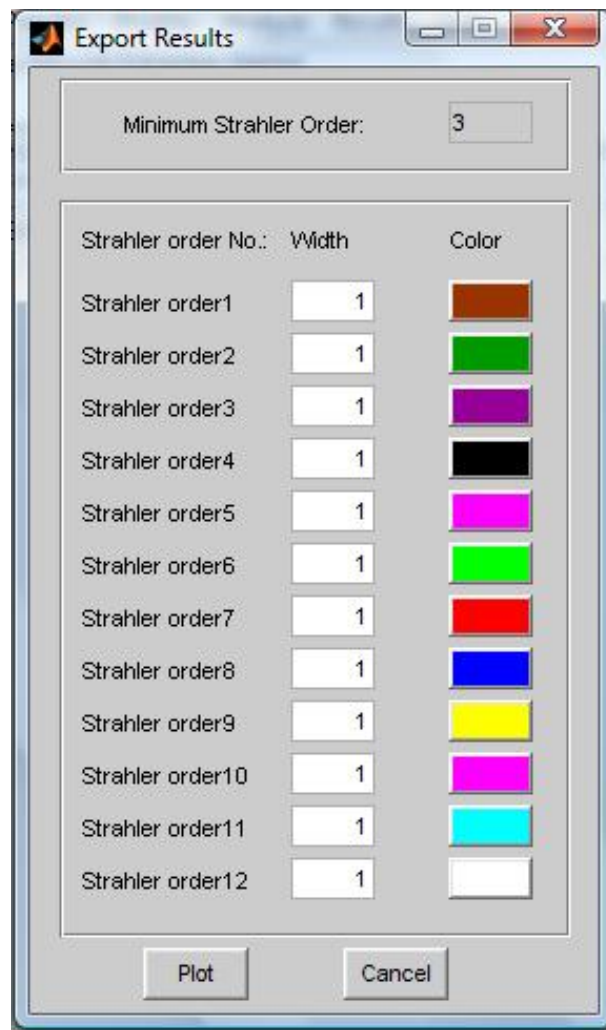 Export Results
Minimum Strahler Order: 3
Strahler order No.: Width Color
Strahler order1 1
Strahler order2 1
Strahler order3 1
Strahler order4 1
Strahler order5 1
Strahler order6 1
Strahler order7 1
Strahler order8 1
Strahler order9 1
Strahler order10 1
Strahler order11 1
Strahler order12 1
Plot Cancel